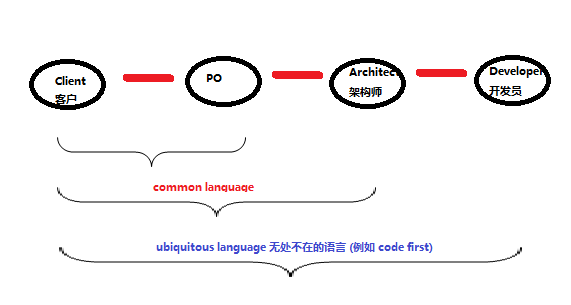 Client
客户
PO
Architect
架构师
Developer
开发员
common language
ubiquitous language 无处不在的语言 (例如 code first)